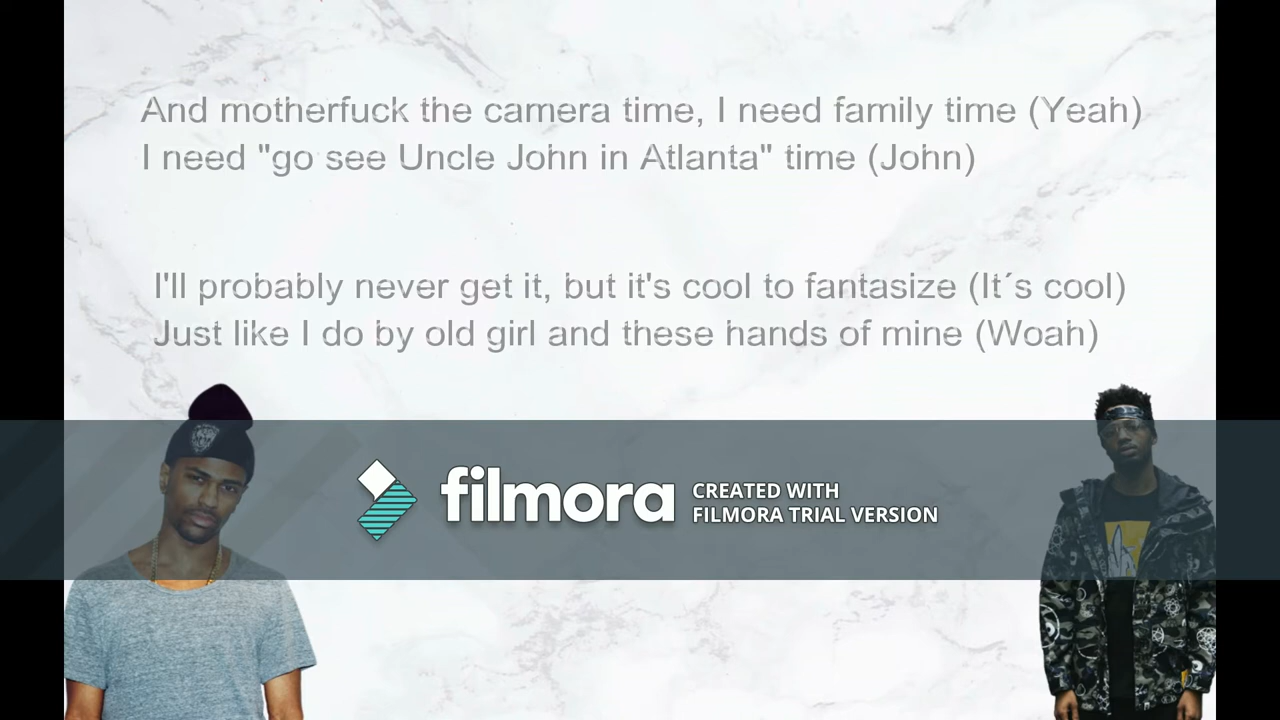 And motherfuck the camera time, I need family time (Yeah)
I need "go see Uncle John in Atlanta" time (John)
I'll probably never get it, but it's cool to fantasize (It´s cool)
Just like I do by old girl and these hands of mine (Woah)
filmora
CREATED WITH
FILMORA TRIAL VERSION